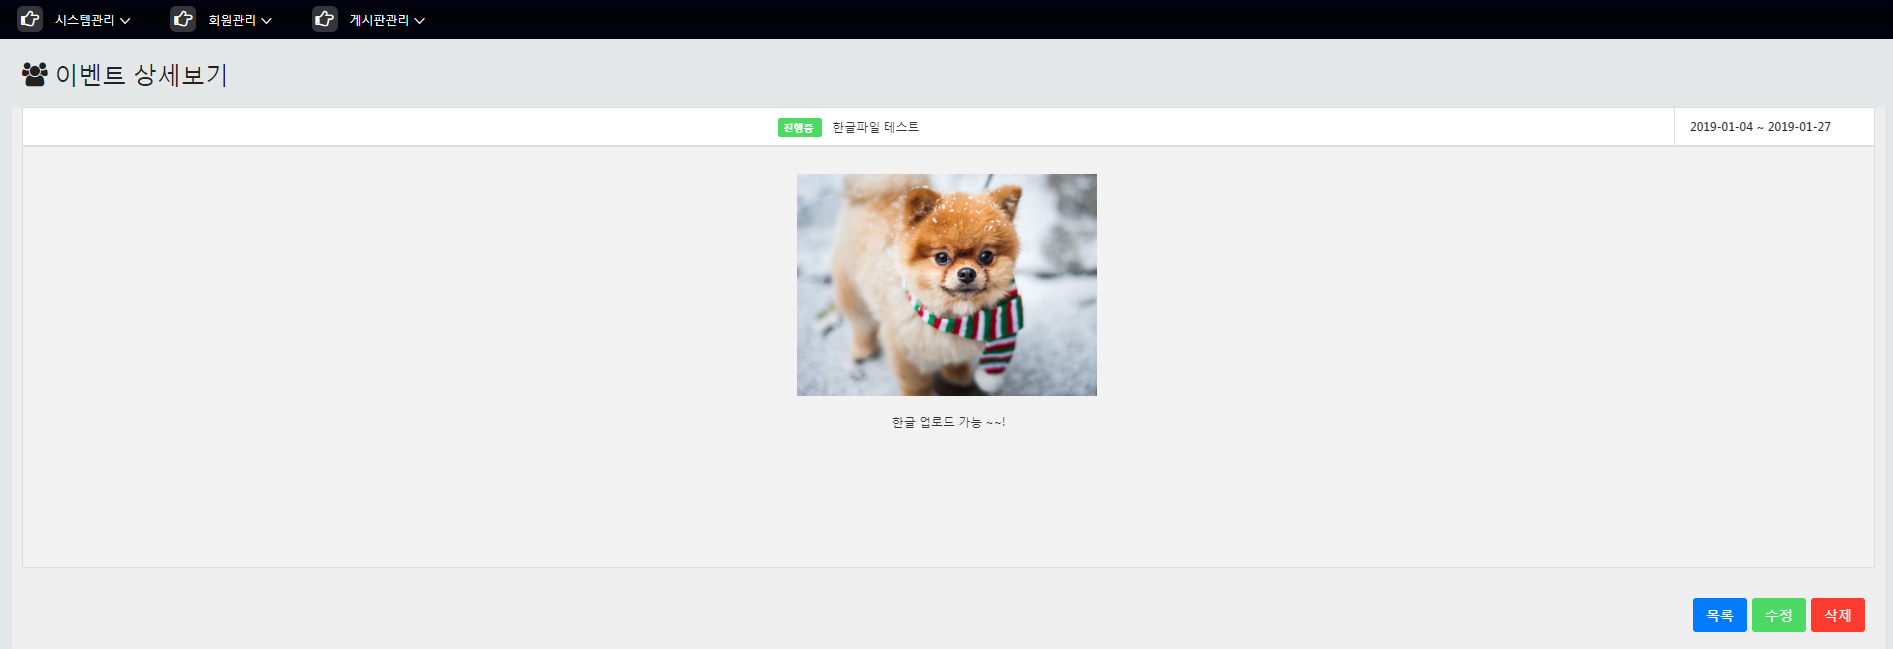 시스템관리 회원관리 게시판관리
이벤트 상세보기
진행중 한글파일 테스트 2019-01-04 ~ 2019-01-27
한글 업로드 가능 ~~!
목록 수정 삭제